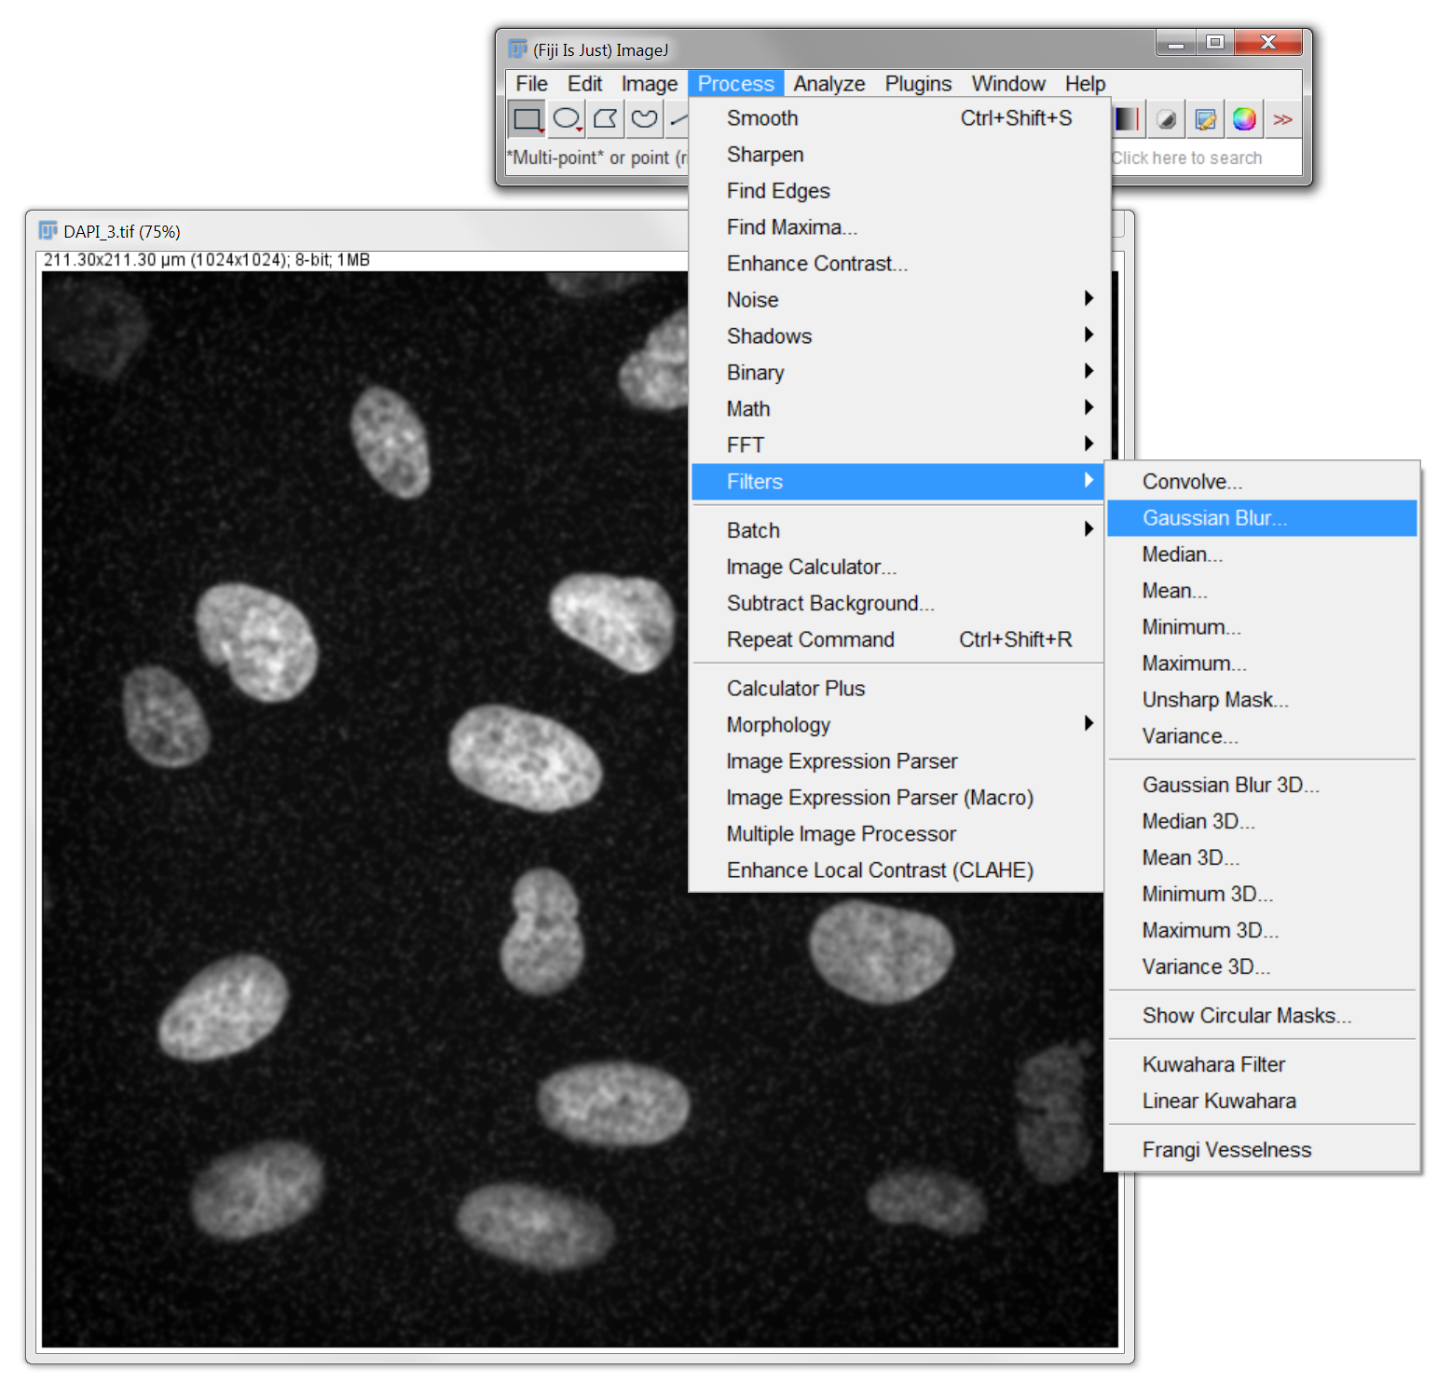 (Fiji Is Just) ImageJ
File Edit Image Process Analyze Plugins Window Help
*Multi-point* or point (ri
Click here to search
DAPI_3.tif (75%)
211.30x211.30 µm (1024x1024); 8-bit; 1MB
Smooth Ctrl+Shift+S
Sharpen
Find Edges
Find Maxima...
Enhance Contrast...
Noise
Shadows
Binary
Math
FFT
Filters
Batch
Image Calculator...
Subtract Background...
Repeat Command Ctrl+Shift+R
Calculator Plus
Morphology
Image Expression Parser
Image Expression Parser (Macro)
Multiple Image Processor
Enhance Local Contrast (CLAHE)
Convolve...
Gaussian Blur...
Median...
Mean...
Minimum...
Maximum...
Unsharp Mask...
Variance...
Gaussian Blur 3D...
Median 3D...
Mean 3D...
Minimum 3D...
Maximum 3D...
Variance 3D...
Show Circular Masks...
Kuwahara Filter
Linear Kuwahara
Frangi Vesselness